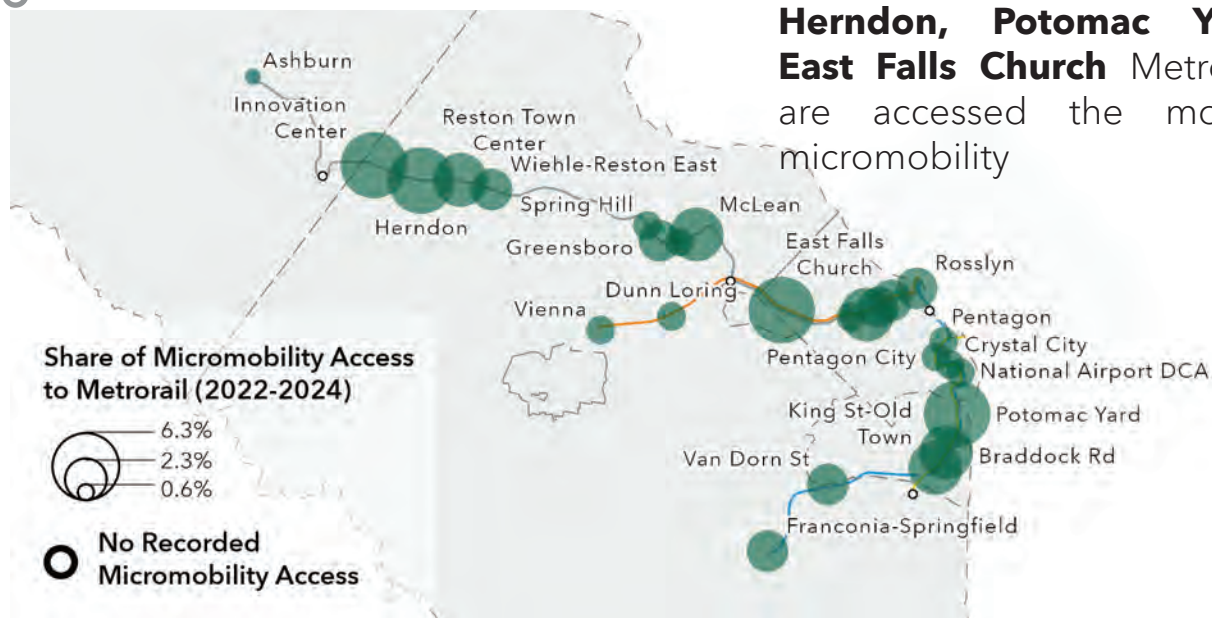 Herndon, Potomac
East Falls Church
are accessed the
micromobility
Ashburn
Innovation
Center
Reston Town
Center
Wiehle-Reston East
Herndon
Spring Hill
McLean
Greensboro
East Falls
Church
Rosslyn
Dunn Loring
Vienna
Pentagon
Crystal City
Pentagon City
National Airport DCA
King St-Old
Town
Potomac Yard
Van Dorn St
Braddock Rd
Franconia-Springfield
Share of Micromobility Access
to Metrorail (2022-2024)
6.3%
2.3%
0.6%
No Recorded
Micromobility Access